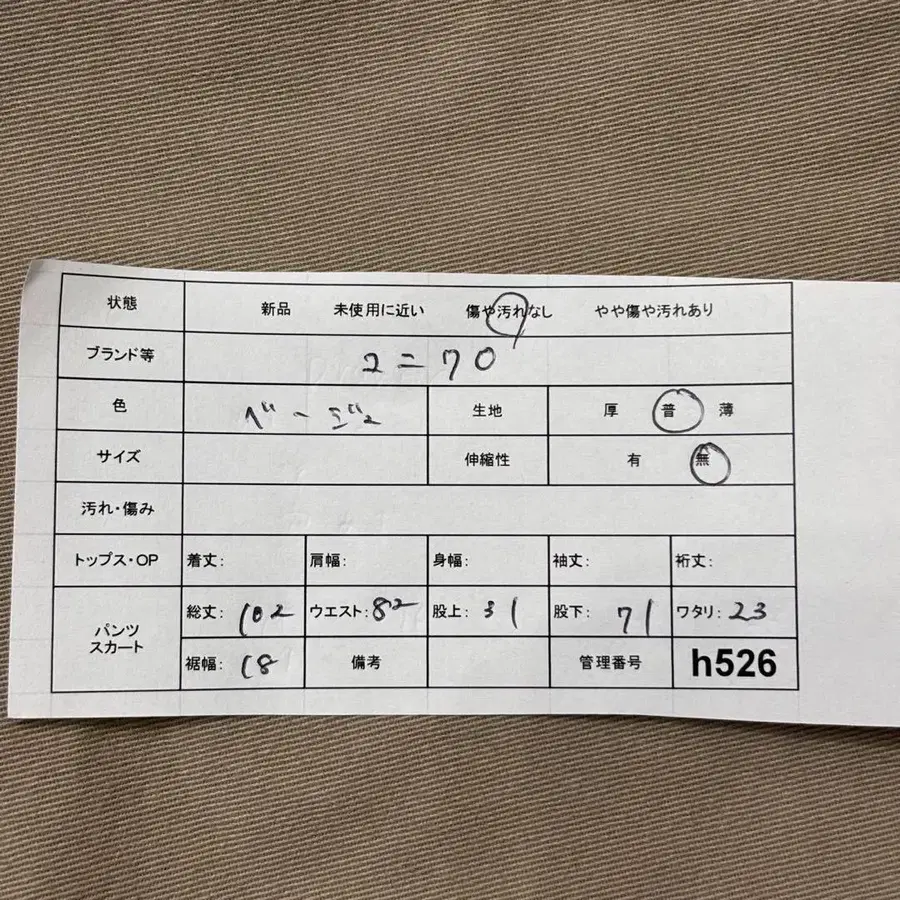 状態 新品 未使用に近い 傷や汚れなし やや傷や汚れあり
ブランド等 ユニクロ
色 ベージュ 生地 厚 普 薄
サイズ 伸縮性 有 無
汚れ・傷み
トップス・OP 着丈: 肩幅: 身幅: 袖丈: 裄丈:
パンツ スカート 総丈: 102 ウエスト: 82 股上: 31 股下: 71 ワタリ: 23
裾幅: 18 備考 管理番号 h526